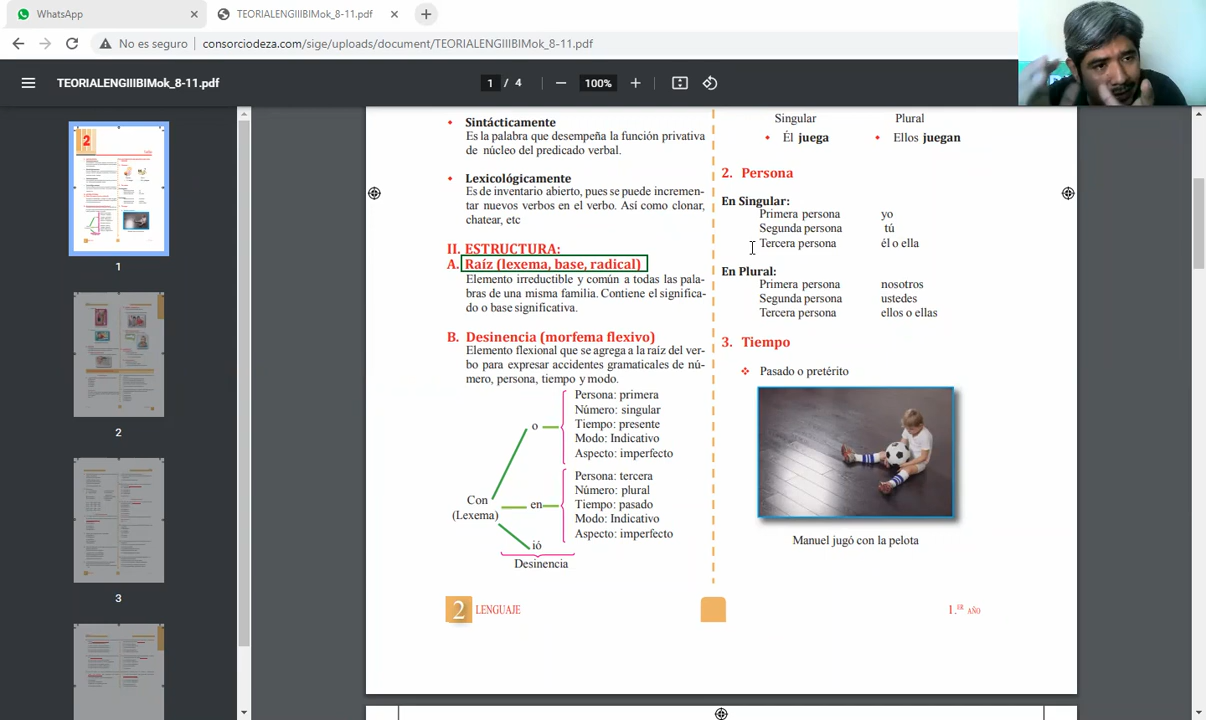 WhatsApp
TEORIALENGIIIBIMok_8-11.pdf
No es seguro
consorciodeza.com/sige/uploads/document/TEORIALENGIIIBIMok_8-11.pdf
TEORIALENGIIIBIMok_8-11.pdf
1 / 4
100%
2
1
2
3
• Sintácticamente
Es la palabra que desempeña la función privativa
de núcleo del predicado verbal.
• Lexicológicamente
Es de inventario abierto, pues se puede incremen-
tar nuevos verbos en el verbo. Así como clonar,
chatear, etc
II. ESTRUCTURA:
A. Raíz (lexema, base, radical)
Elemento irreductible y común a todas las pala-
bras de una misma familia. Contiene el significa-
do o base significativa.
B. Desinencia (morfema flexivo)
Elemento flexional que se agrega a la raíz del ver-
bo para expresar accidentes gramaticales de nú-
mero, persona, tiempo y modo.
Persona: primera
Número: singular
o
Tiempo: presente
Modo: Indicativo
Aspecto: imperfecto
Persona: tercera
Número: plural
Con
(Lexema)
en
Tiempo: pasado
Modo: Indicativo
Aspecto: imperfecto
ió
Desinencia
2 LENGUAJE
Singular Plural
• Él juega • Ellos juegan
2. Persona
En Singular:
Primera persona yo
Segunda persona tú
Tercera persona él o ella
En Plural:
Primera persona nosotros
Segunda persona ustedes
Tercera persona ellos o ellas
3. Tiempo
Pasado o pretérito
Manuel jugó con la pelota
1.ER AÑO